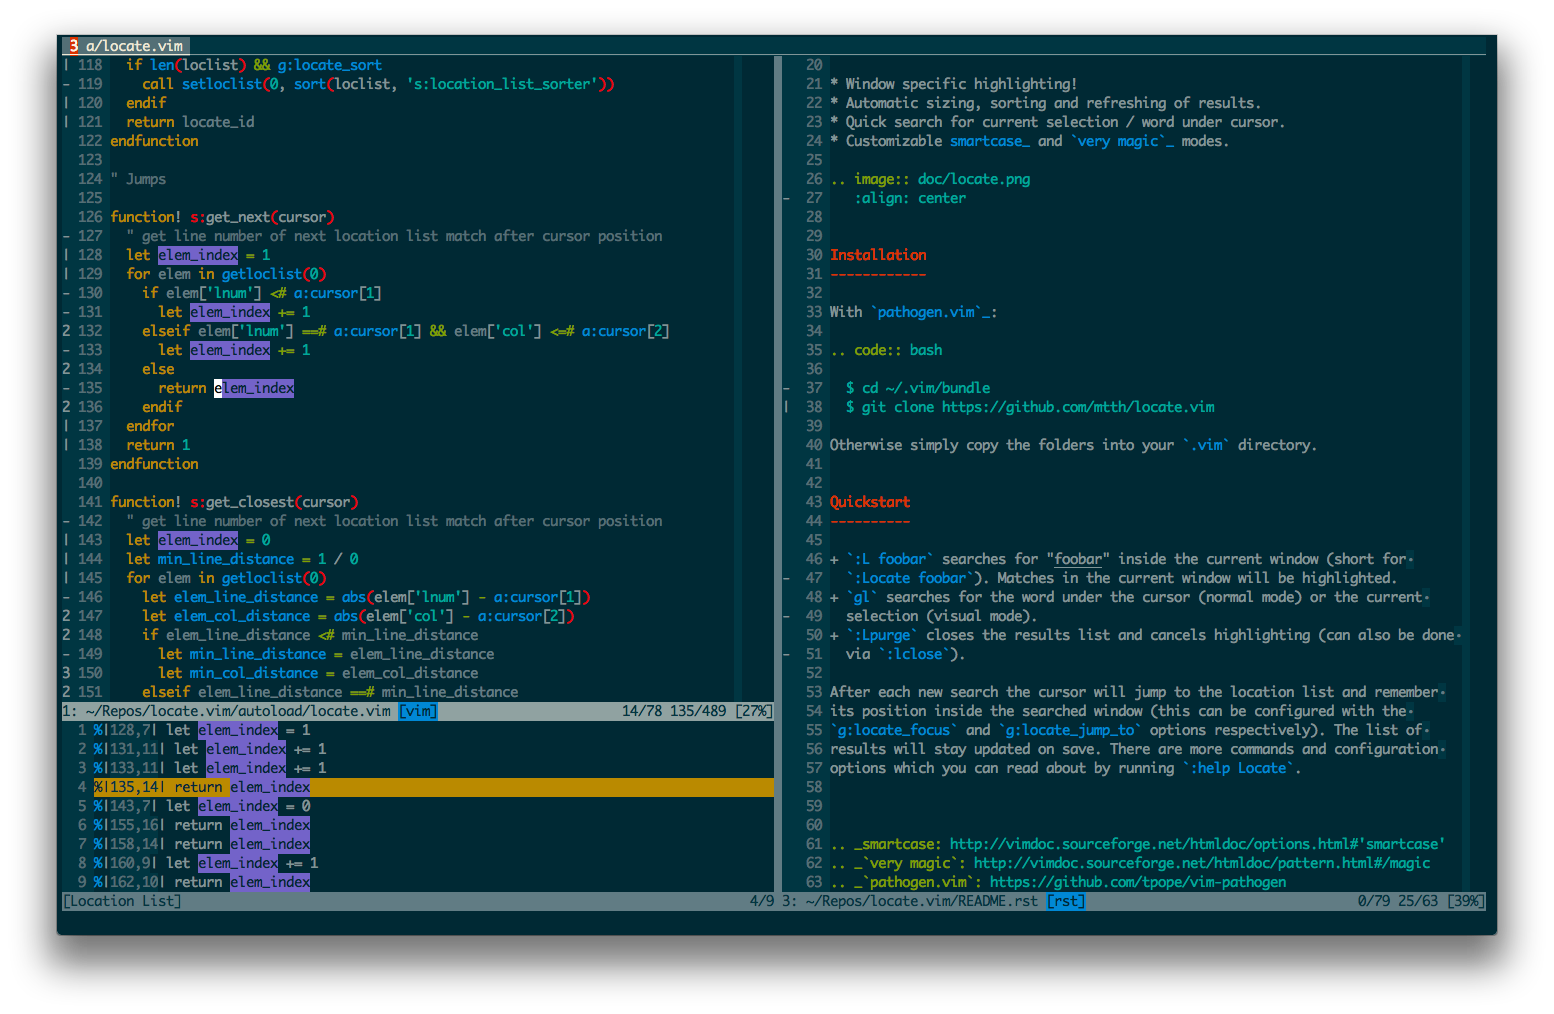 3 a/locate.vim
| 118   if len(loclist) && g:locate_sort
- 119     call setloclist(0, sort(loclist, 's:location_list_sorter'))
| 120   endif
| 121   return locate_id
122 endfunction
123
124 " Jumps
125
126 function! s:get_next(cursor)
- 127   " get line number of next location list match after cursor position
| 128   let elem_index = 1
| 129   for elem in getloclist(0)
- 130     if elem['lnum'] <# a:cursor[1]
- 131       let elem_index += 1
2 132     elseif elem['lnum'] ==# a:cursor[1] && elem['col'] <=# a:cursor[2]
- 133       let elem_index += 1
2 134     else
- 135       return elem_index
2 136     endif
| 137   endfor
| 138   return 1
139 endfunction
140
141 function! s:get_closest(cursor)
- 142   " get line number of next location list match after cursor position
| 143   let elem_index = 0
| 144   let min_line_distance = 1 / 0
| 145   for elem in getloclist(0)
- 146     let elem_line_distance = abs(elem['lnum'] - a:cursor[1])
2 147     let elem_col_distance = abs(elem['col'] - a:cursor[2])
2 148     if elem_line_distance <# min_line_distance
- 149       let min_line_distance = elem_line_distance
3 150       let min_col_distance = elem_col_distance
2 151     elseif elem_line_distance ==# min_line_distance
1: ~/Repos/locate.vim/autoload/locate.vim [vim] 14/78 135/489 [27%]
1 %|128,7| let elem_index = 1
2 %|131,11| let elem_index += 1
3 %|133,11| let elem_index += 1
4 %|135,14| return elem_index
5 %|143,7| let elem_index = 0
6 %|155,16| return elem_index
7 %|158,14| return elem_index
8 %|160,9| let elem_index += 1
9 %|162,10| return elem_index
[Location List] 4/9
20
21 * Window specific highlighting!
22 * Automatic sizing, sorting and refreshing of results.
23 * Quick search for current selection / word under cursor.
24 * Customizable smartcase_ and `very magic`_ modes.
25
26 .. image:: doc/locate.png
- 27    :align: center
28
29
30 Installation
31 ------------
32
33 With `pathogen.vim`_:
34
35 .. code:: bash
36
- 37   $ cd ~/.vim/bundle
| 38   $ git clone https://github.com/mtth/locate.vim
39
40 Otherwise simply copy the folders into your `.vim` directory.
41
42
43 Quickstart
44 ----------
45
46 + `:L foobar` searches for "foobar" inside the current window (short for·
- 47   `:Locate foobar`). Matches in the current window will be highlighted.
48 + `gl` searches for the word under the cursor (normal mode) or the current·
- 49   selection (visual mode).
50 + `:Lpurge` closes the results list and cancels highlighting (can also be done·
- 51   via `:lclose`).
52
53 After each new search the cursor will jump to the location list and remember·
54 its position inside the searched window (this can be configured with the·
55 `g:locate_focus` and `g:locate_jump_to` options respectively). The list of·
56 results will stay updated on save. There are more commands and configuration·
57 options which you can read about by running `:help Locate`.
58
59
60
61 .. _smartcase: http://vimdoc.sourceforge.net/htmldoc/options.html#'smartcase'
62 .. _`very magic`: http://vimdoc.sourceforge.net/htmldoc/pattern.html#/magic
63 .. _`pathogen.vim`: https://github.com/tpope/vim-pathogen
3: ~/Repos/locate.vim/README.rst [rst] 0/79 25/63 [39%]